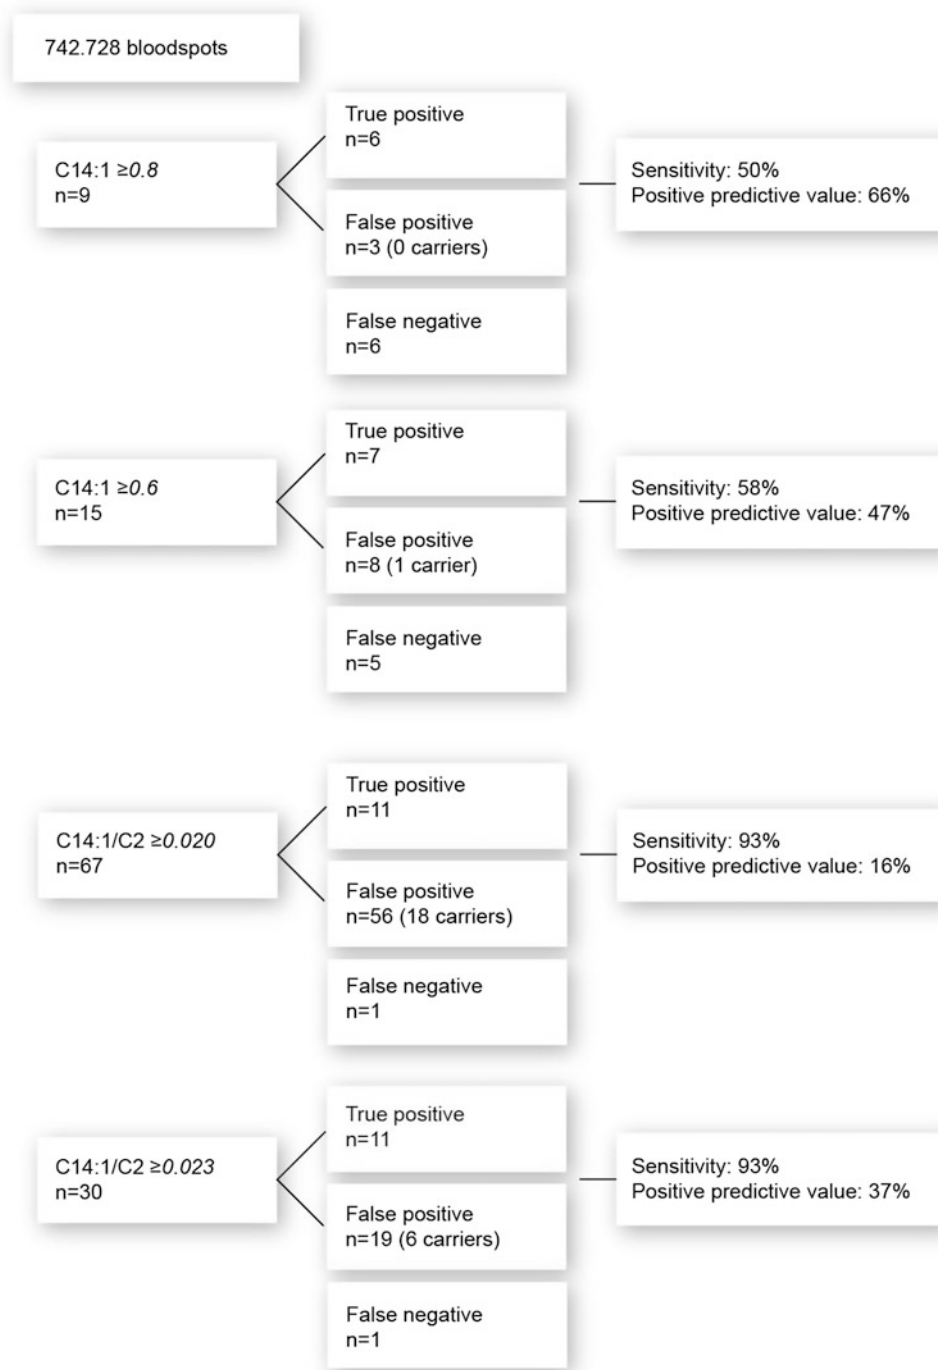 742.728 bloodspots
C14:1 ≥0.8
n=9
True positive
n=6
False positive
n=3 (0 carriers)
False negative
n=6
Sensitivity: 50%
Positive predictive value: 66%
C14:1 ≥0.6
n=15
True positive
n=7
False positive
n=8 (1 carrier)
False negative
n=5
Sensitivity: 58%
Positive predictive value: 47%
C14:1/C2 ≥0.020
n=67
True positive
n=11
False positive
n=56 (18 carriers)
False negative
n=1
Sensitivity: 93%
Positive predictive value: 16%
C14:1/C2 ≥0.023
n=30
True positive
n=11
False positive
n=19 (6 carriers)
False negative
n=1
Sensitivity: 93%
Positive predictive value: 37%